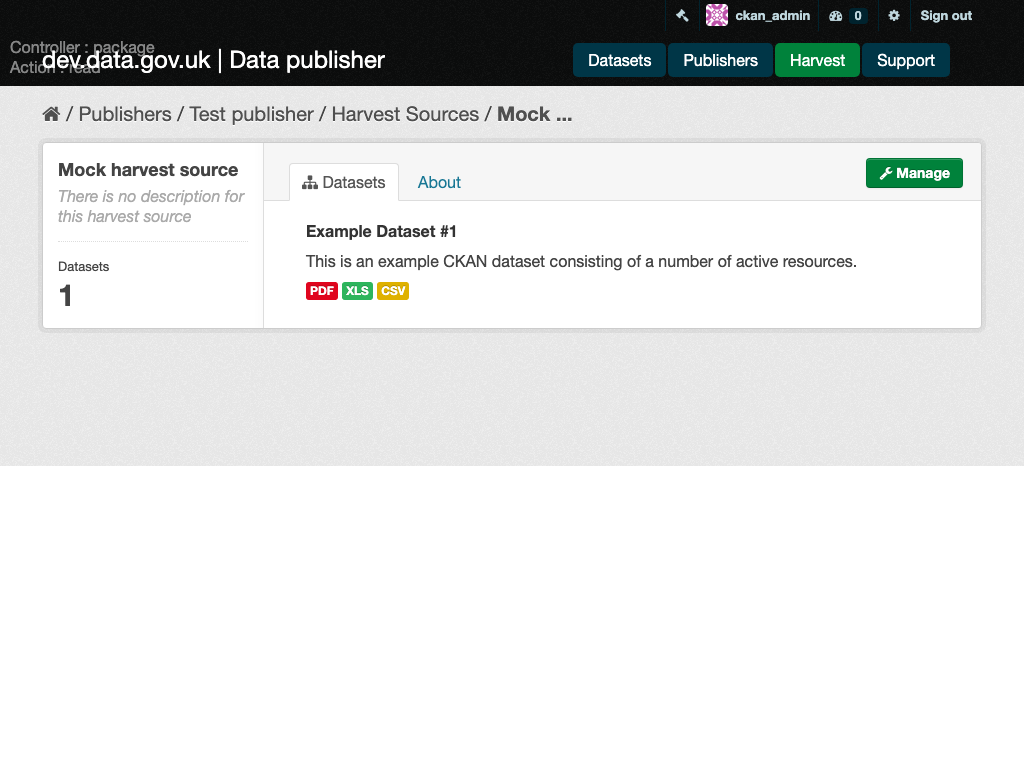 ckan_admin 0 Sign out
Controller : package
Action : read
dev.data.gov.uk | Data publisher
Datasets Publishers Harvest Support
/ Publishers / Test publisher / Harvest Sources / Mock ...
Mock harvest source
There is no description for
this harvest source
Datasets
1
Datasets About
Manage
Example Dataset #1
This is an example CKAN dataset consisting of a number of active resources.
PDF XLS CSV